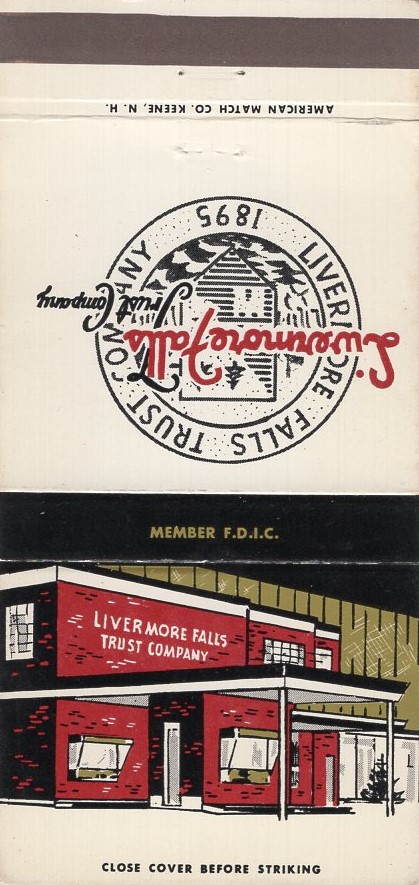 AMERICAN MATCH CO. KEENE, N. H.
LIVERMORE FALLS TRUST COMPANY
1895
Livermore Falls
Trust Company
MEMBER F.D.I.C.
LIVERMORE FALLS
TRUST COMPANY
CLOSE COVER BEFORE STRIKING